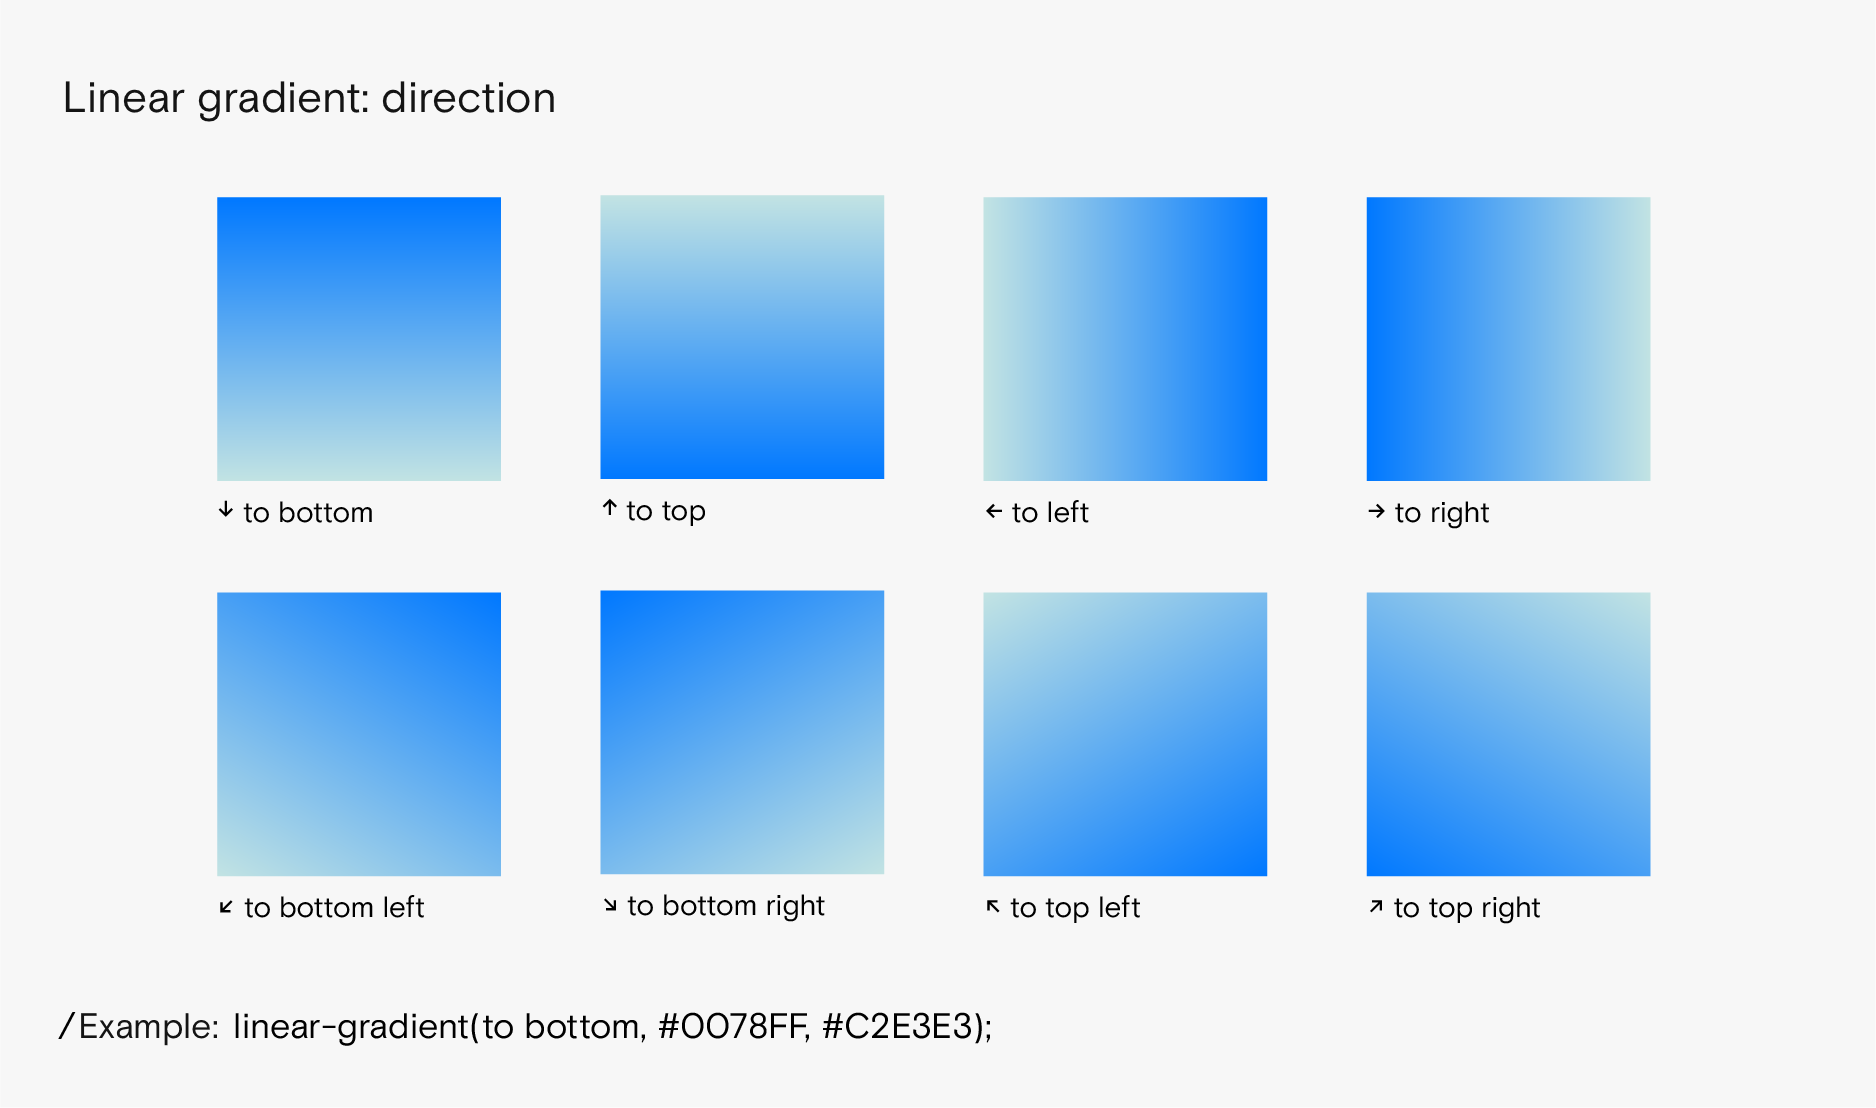 Linear gradient: direction
↓ to bottom
↑ to top
← to left
→ to right
↙ to bottom left
↘ to bottom right
↖ to top left
↗ to top right
/Example: linear-gradient(to bottom, #0078FF, #C2E3E3);